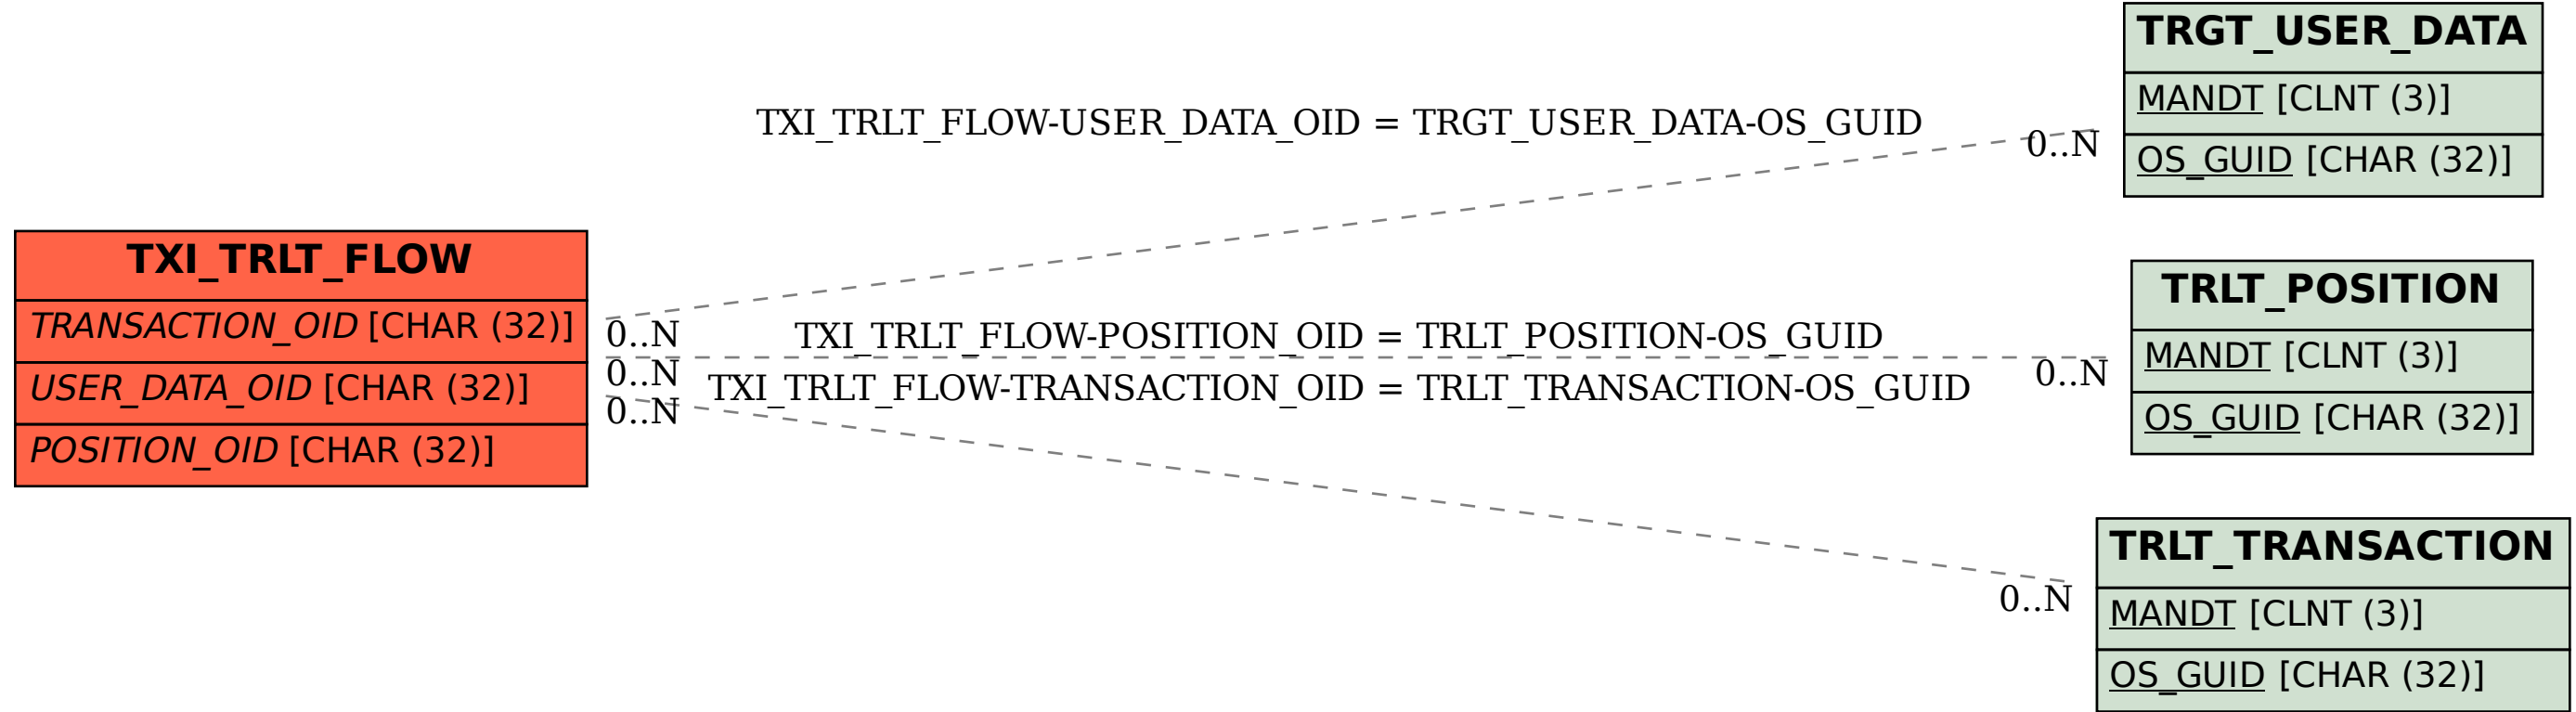 TRGT_USER_DATA
MANDT [CLNT (3)]
OS_GUID [CHAR (32)]
TXI_TRLT_FLOW-USER_DATA_OID = TRGT_USER_DATA-OS_GUID
0..N
TXI_TRLT_FLOW
TRANSACTION_OID [CHAR (32)]
USER_DATA_OID [CHAR (32)]
POSITION_OID [CHAR (32)]
0..N
0..N
0..N
TXI_TRLT_FLOW-POSITION_OID = TRLT_POSITION-OS_GUID
TXI_TRLT_FLOW-TRANSACTION_OID = TRLT_TRANSACTION-OS_GUID
0..N
TRLT_POSITION
MANDT [CLNT (3)]
OS_GUID [CHAR (32)]
0..N
TRLT_TRANSACTION
MANDT [CLNT (3)]
OS_GUID [CHAR (32)]